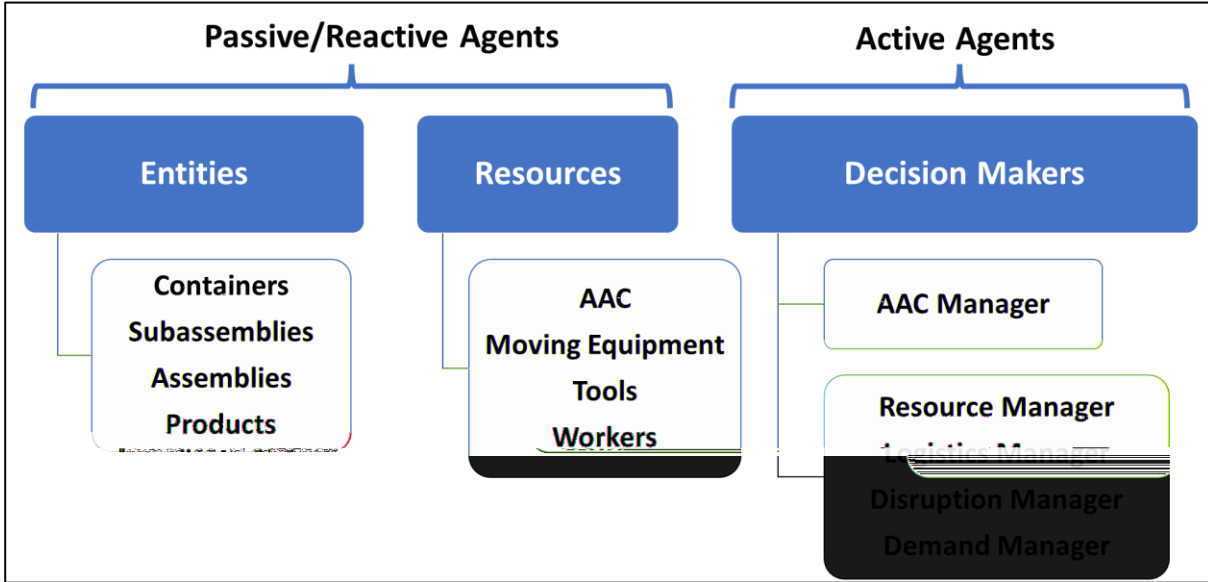 Passive/Reactive Agents
Active Agents
Entities
Resources
Decision Makers
Containers
Subassemblies
Assemblies
Products
AAC
Moving Equipment
Tools
Workers
AAC Manager
Resource Manager
Logistics Manager
Disruption Manager
Demand Manager